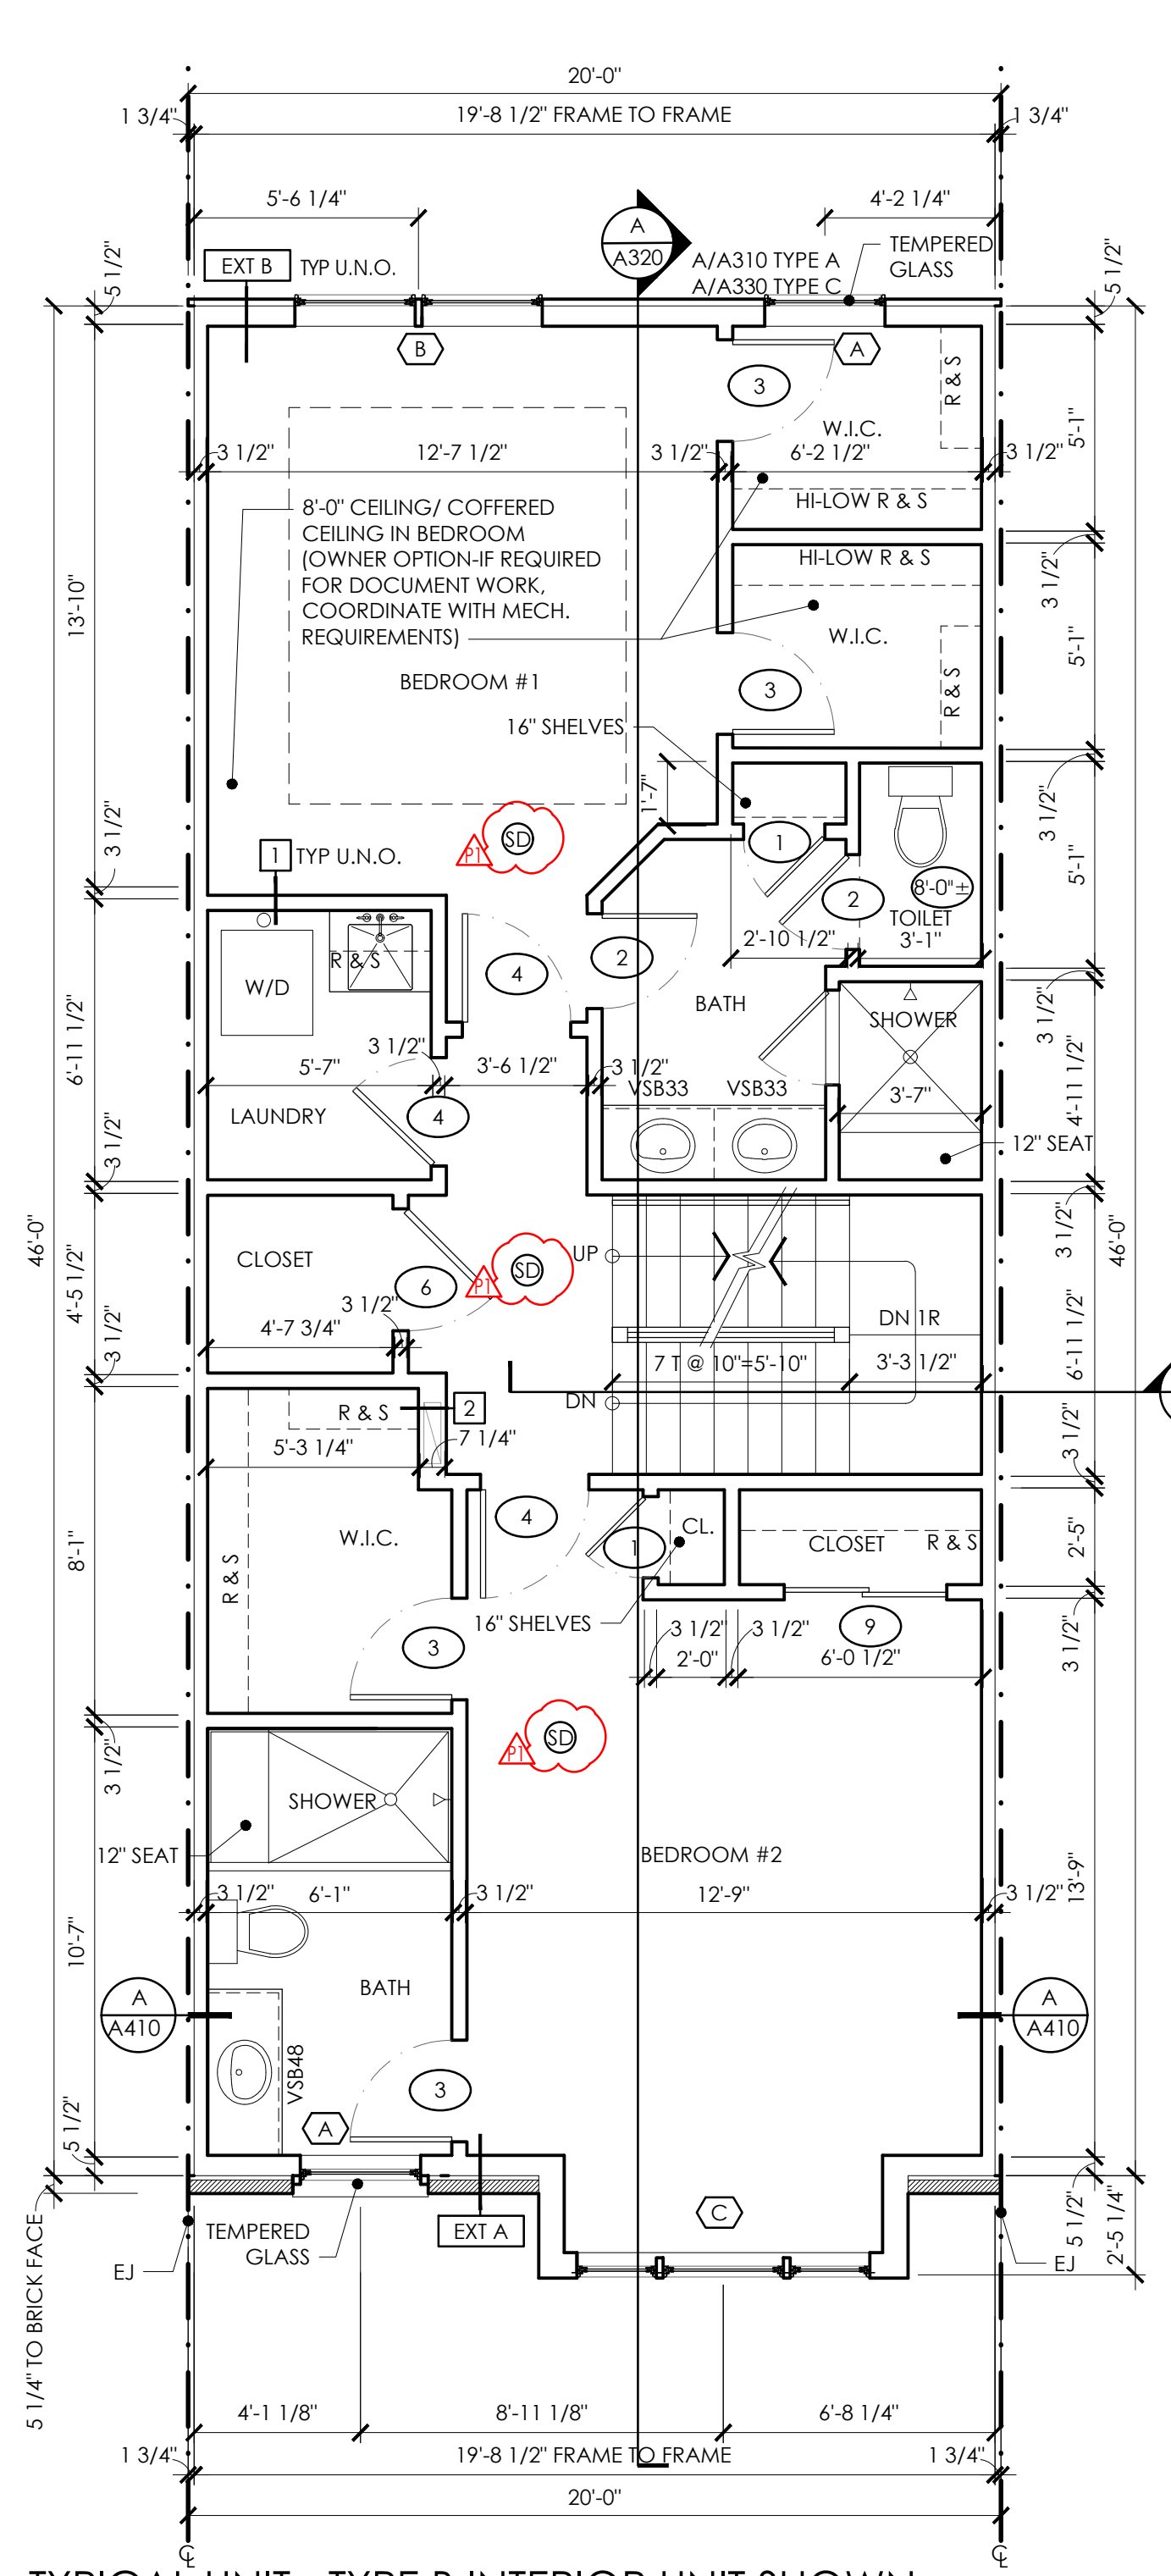 20'-0"
1 3/4"
19'-8 1/2" FRAME TO FRAME
1 3/4"
5'-6 1/4"
4'-2 1/4"
5 1/2"
EXT B
TYP U.N.O.
A
A320
A/A310 TYPE A
A/A330 TYPE C
TEMPERED
GLASS
5 1/2"
B
A
3
R & S
W.I.C.
5'-1"
3 1/2"
12'-7 1/2"
3 1/2"
6'-2 1/2"
3 1/2"
HI-LOW R & S
8'-0" CEILING/ COFFERED
CEILING IN BEDROOM
(OWNER OPTION-IF REQUIRED
FOR DOCUMENT WORK,
COORDINATE WITH MECH.
REQUIREMENTS)
HI-LOW R & S
3 1/2"
13'-10"
W.I.C.
5'-1"
BEDROOM #1
3
R & S
16" SHELVES
1'-7"
3 1/2"
3 1/2"
SD
P1
1
1
TYP U.N.O.
5'-1"
2
8'-0"±
TOILET
2'-10 1/2"
3'-1"
R & S
W/D
4
2
BATH
3 1/2"
SHOWER
6'-11 1/2"
3 1/2"
5'-7"
3'-6 1/2"
3 1/2"
VSB33
VSB33
3'-7"
4'-11 1/2"
LAUNDRY
4
3 1/2"
12" SEAT
46'-0"
3 1/2"
46'-0"
CLOSET
UP
SD
P1
6
4'-5 1/2"
3 1/2"
4'-7 3/4"
DN 1R
6'-11 1/2"
3 1/2"
7 T @ 10"=5'-10"
3'-3 1/2"
DN
R & S
2
5'-3 1/4"
7 1/4"
3 1/2"
4
CL.
1
CLOSET
R & S
W.I.C.
8'-1"
2'-5"
R & S
16" SHELVES
3
3 1/2"
3 1/2"
9
2'-0"
6'-0 1/2"
3 1/2"
SD
P1
3 1/2"
SHOWER
12" SEAT
BEDROOM #2
3 1/2"
6'-1"
3 1/2"
12'-9"
3 1/2"
13'-9"
10'-7"
BATH
A
A410
A
A410
VSB48
3
5 1/2"
A
C
TEMPERED
GLASS
EXT A
5 1/2"
2'-5 1/4"
EJ
EJ
5 1/4" TO BRICK FACE
4'-1 1/8"
8'-11 1/8"
6'-8 1/4"
1 3/4"
19'-8 1/2" FRAME TO FRAME
1 3/4"
20'-0"
TYPICAL UNIT - TYPE B INTERIOR UNIT SHOWN